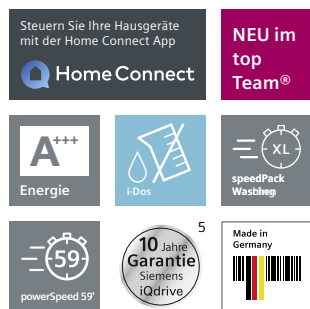 Steuern Sie Ihre Hausgeräte
mit der Home Connect App
Home Connect
NEU im
top
Team®
A+++
Energie
i-Dos
XL
speedPack
Washing
59
powerSpeed 59'
5
10 Jahre
Garantie
Siemens
iQdrive
Made in
Germany